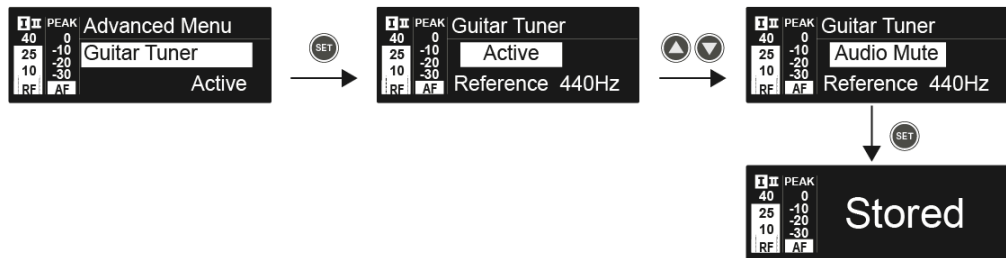 I II PEAK Advanced Menu
40 0
25 -10 Guitar Tuner
-20
10 -30
RF AF Active
SET
I II PEAK Guitar Tuner
40 0
25 -10 Active
-20
10 -30
RF AF Reference 440Hz
I II PEAK Guitar Tuner
40 0
25 -10 Audio Mute
-20
10 -30
RF AF Reference 440Hz
SET
I II PEAK
40 0
25 -10 Stored
-20
10 -30
RF AF